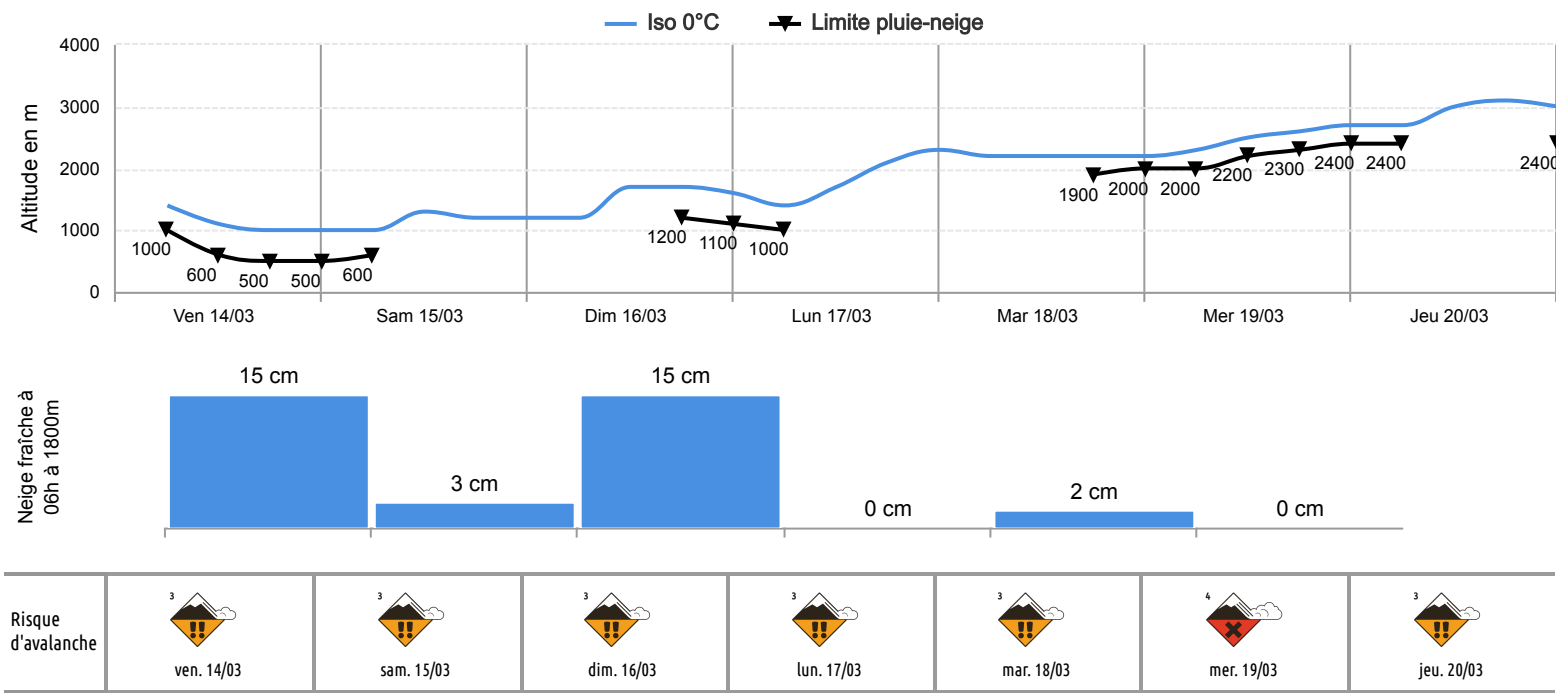 Iso 0°C Limite pluie-neige
Altitude en m
4000
3000
2000
1000
0
1000
600
500
500
600
1200
1100
1000
1900
2000
2000
2200
2300
2400
2400
2400
Ven 14/03 Sam 15/03 Dim 16/03 Lun 17/03 Mar 18/03 Mer 19/03 Jeu 20/03
Neige fraîche à
06h à 1800m
15 cm
3 cm
15 cm
0 cm
2 cm
0 cm
Risque
d'avalanche
3 3 3 3 3 4 3
!! !! !! !! !! !!
ven. 14/03 sam. 15/03 dim. 16/03 lun. 17/03 mar. 18/03 mer. 19/03 jeu. 20/03